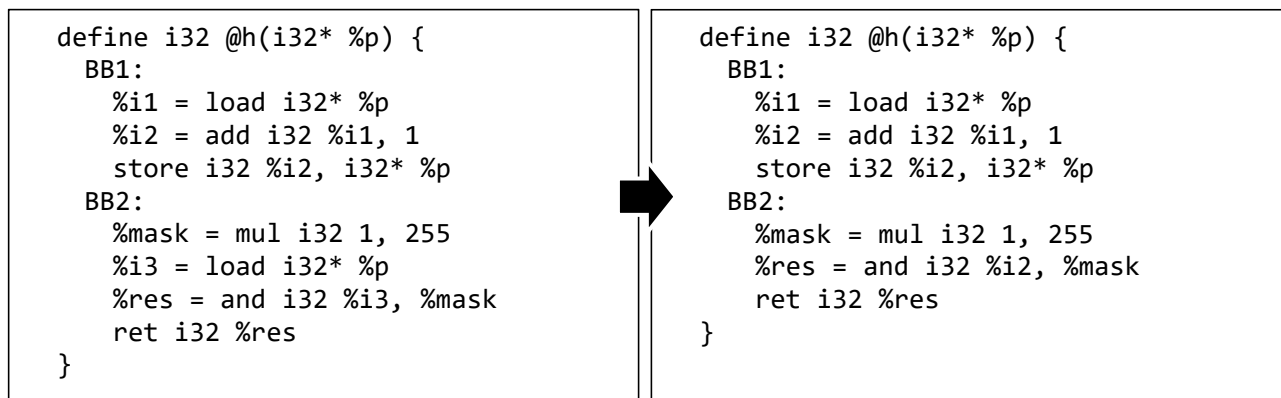 define i32 @h(i32* %p) {
BB1:
%i1 = load i32* %p
%i2 = add i32 %i1, 1
store i32 %i2, i32* %p
BB2:
%mask = mul i32 1, 255
%i3 = load i32* %p
%res = and i32 %i3, %mask
ret i32 %res
}
define i32 @h(i32* %p) {
BB1:
%i1 = load i32* %p
%i2 = add i32 %i1, 1
store i32 %i2, i32* %p
BB2:
%mask = mul i32 1, 255
%res = and i32 %i2, %mask
ret i32 %res
}